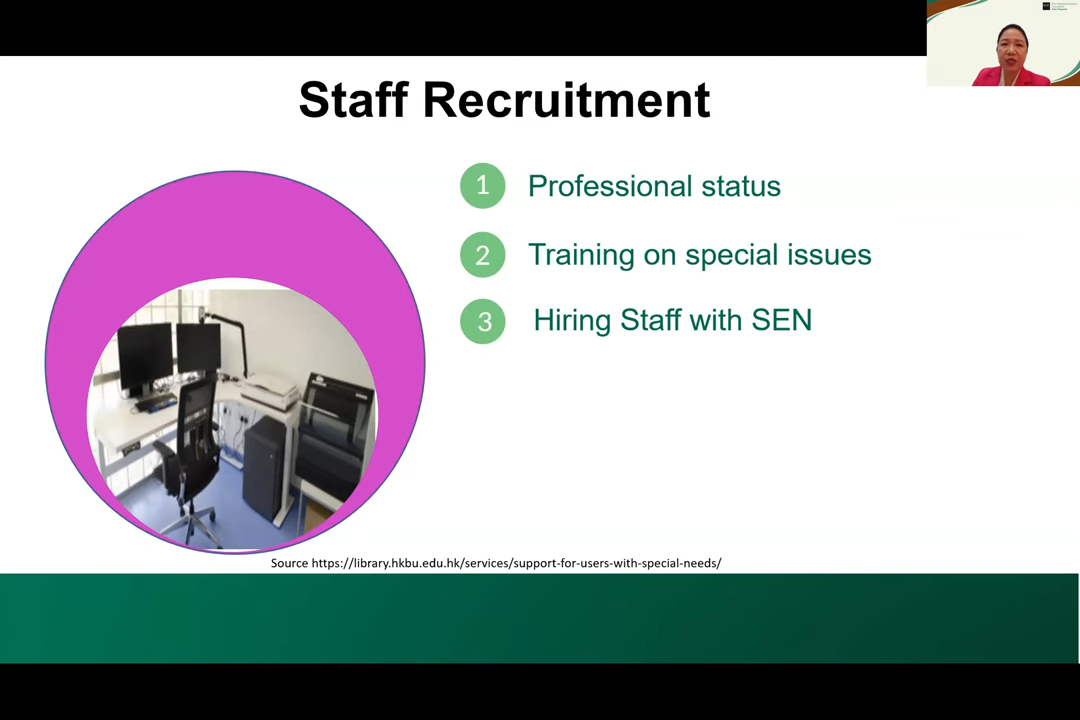 Staff Recruitment
1 Professional status
2 Training on special issues
3 Hiring Staff with SEN
Source https://library.hkbu.edu.hk/services/support-for-users-with-special-needs/